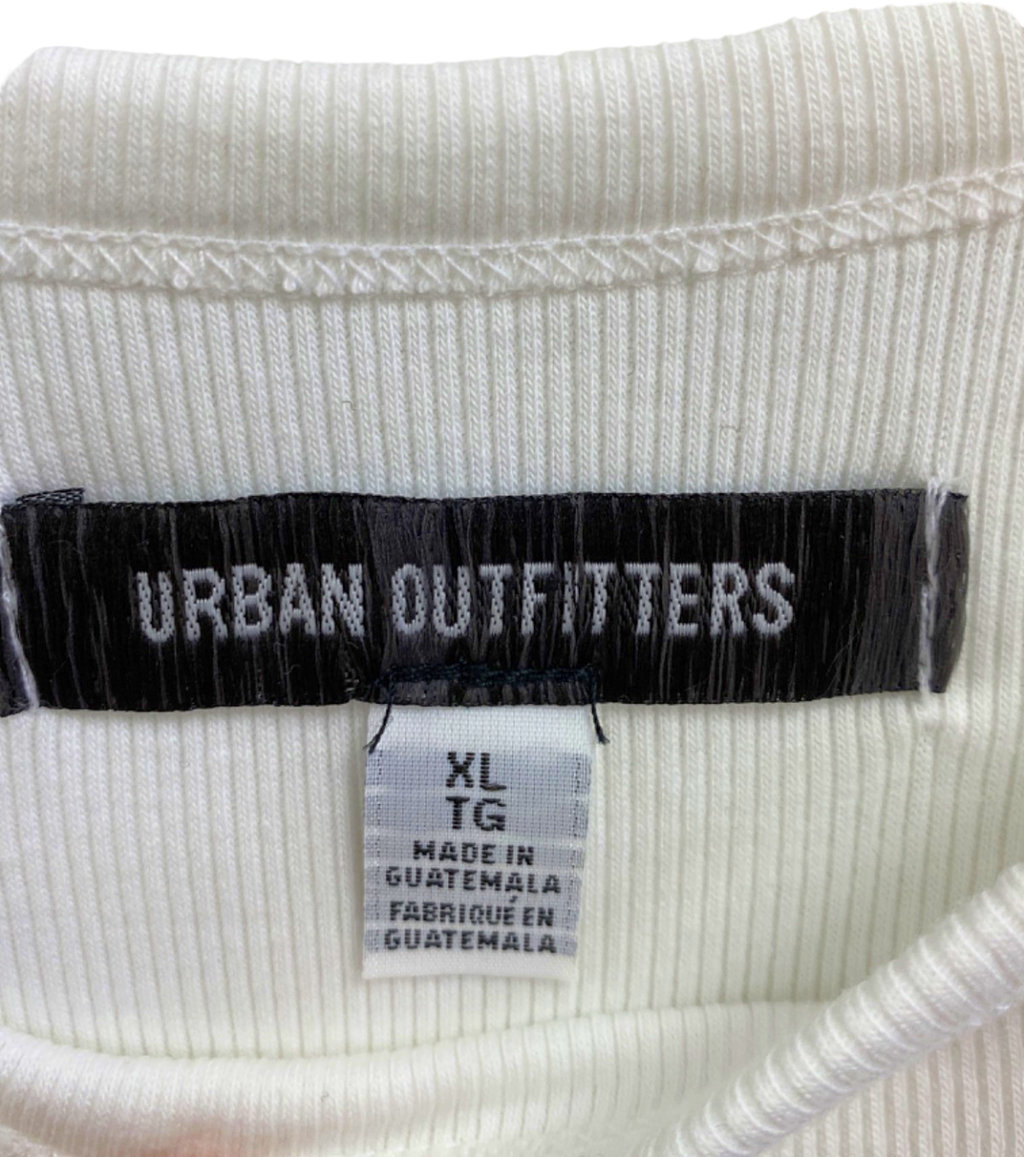 URBAN OUTFITTERS
XL
TG
MADE IN
GUATEMALA
FABRIQUÉ EN
GUATEMALA